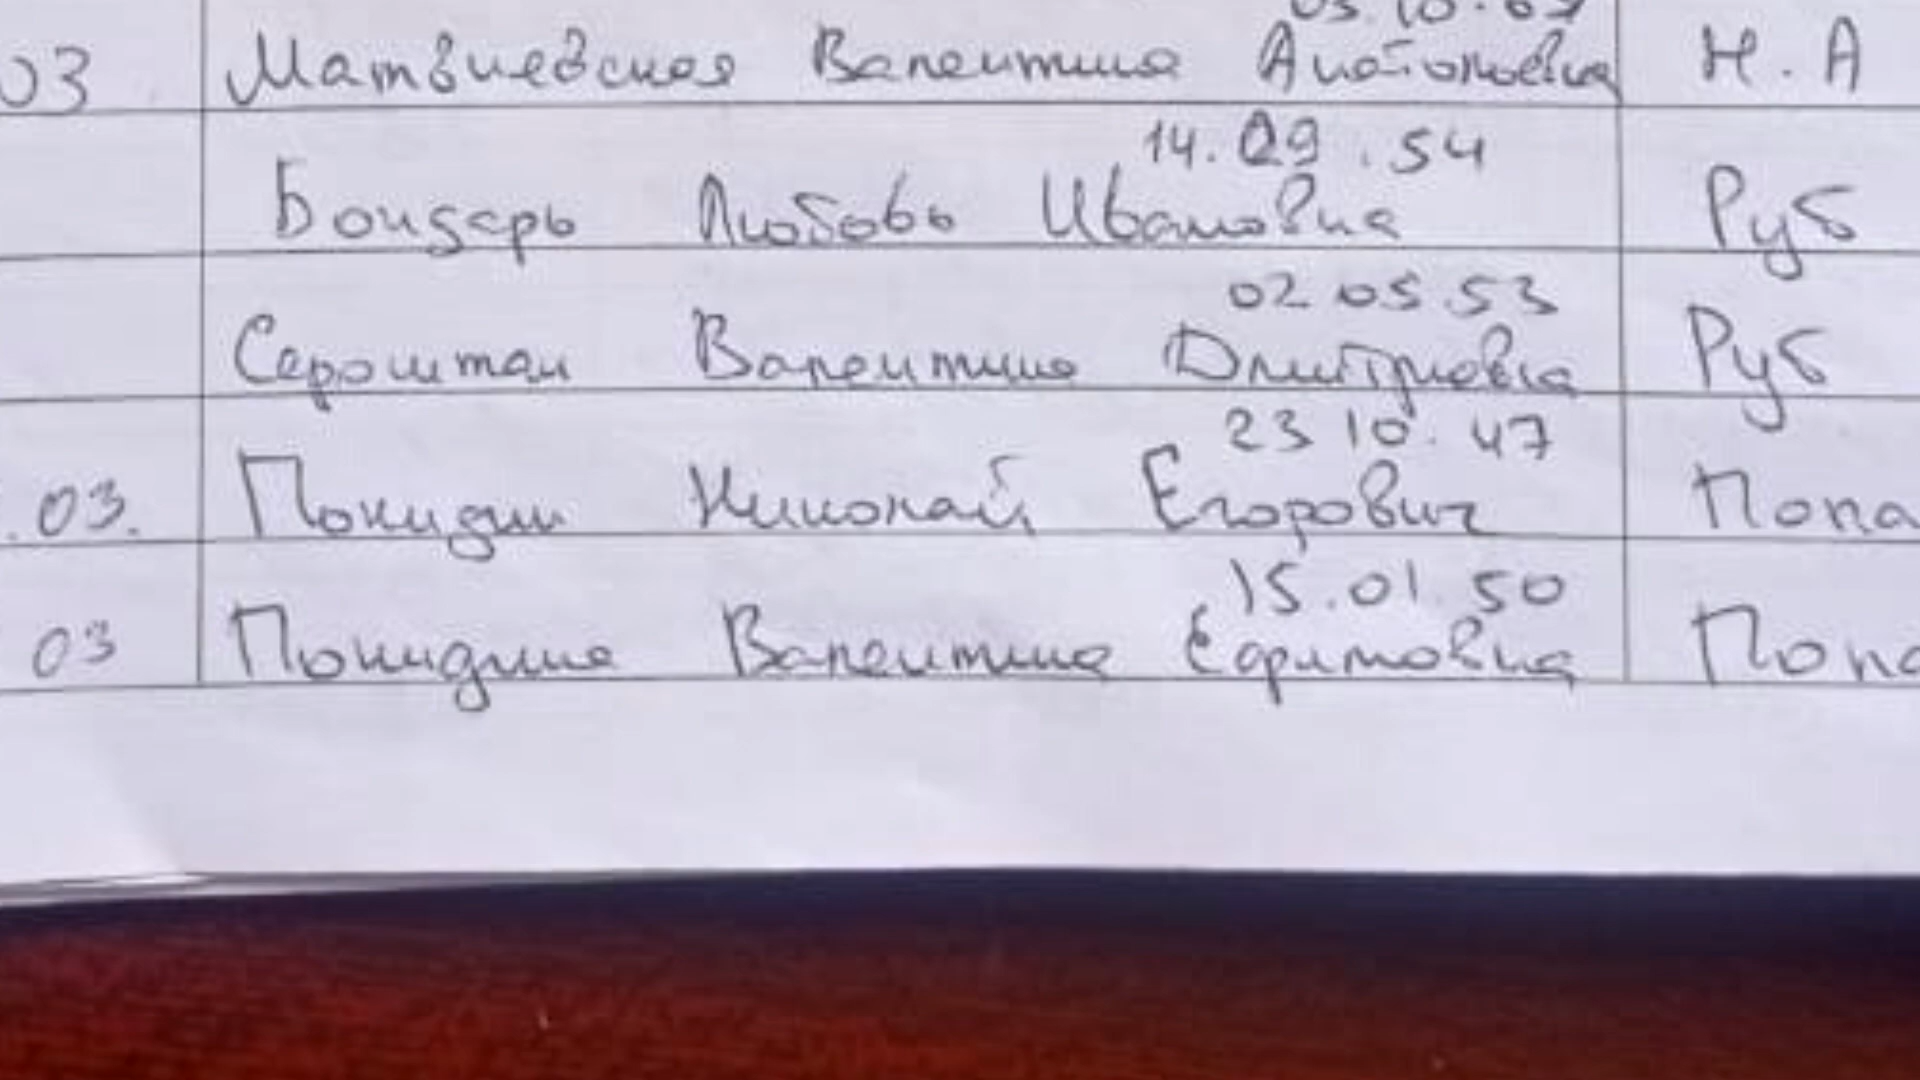 03 Матвиевская Валентина Анатольевна Н.А
14.09.54
Бондарь Любовь Ивановна Руб
02 05 53
Сероштан Валентина Дмитриевна Руб
23 10. 47
.03. Покидин Николай Егорович Попа
15.01.50
03 Покидина Валентина Ефимовна Попа